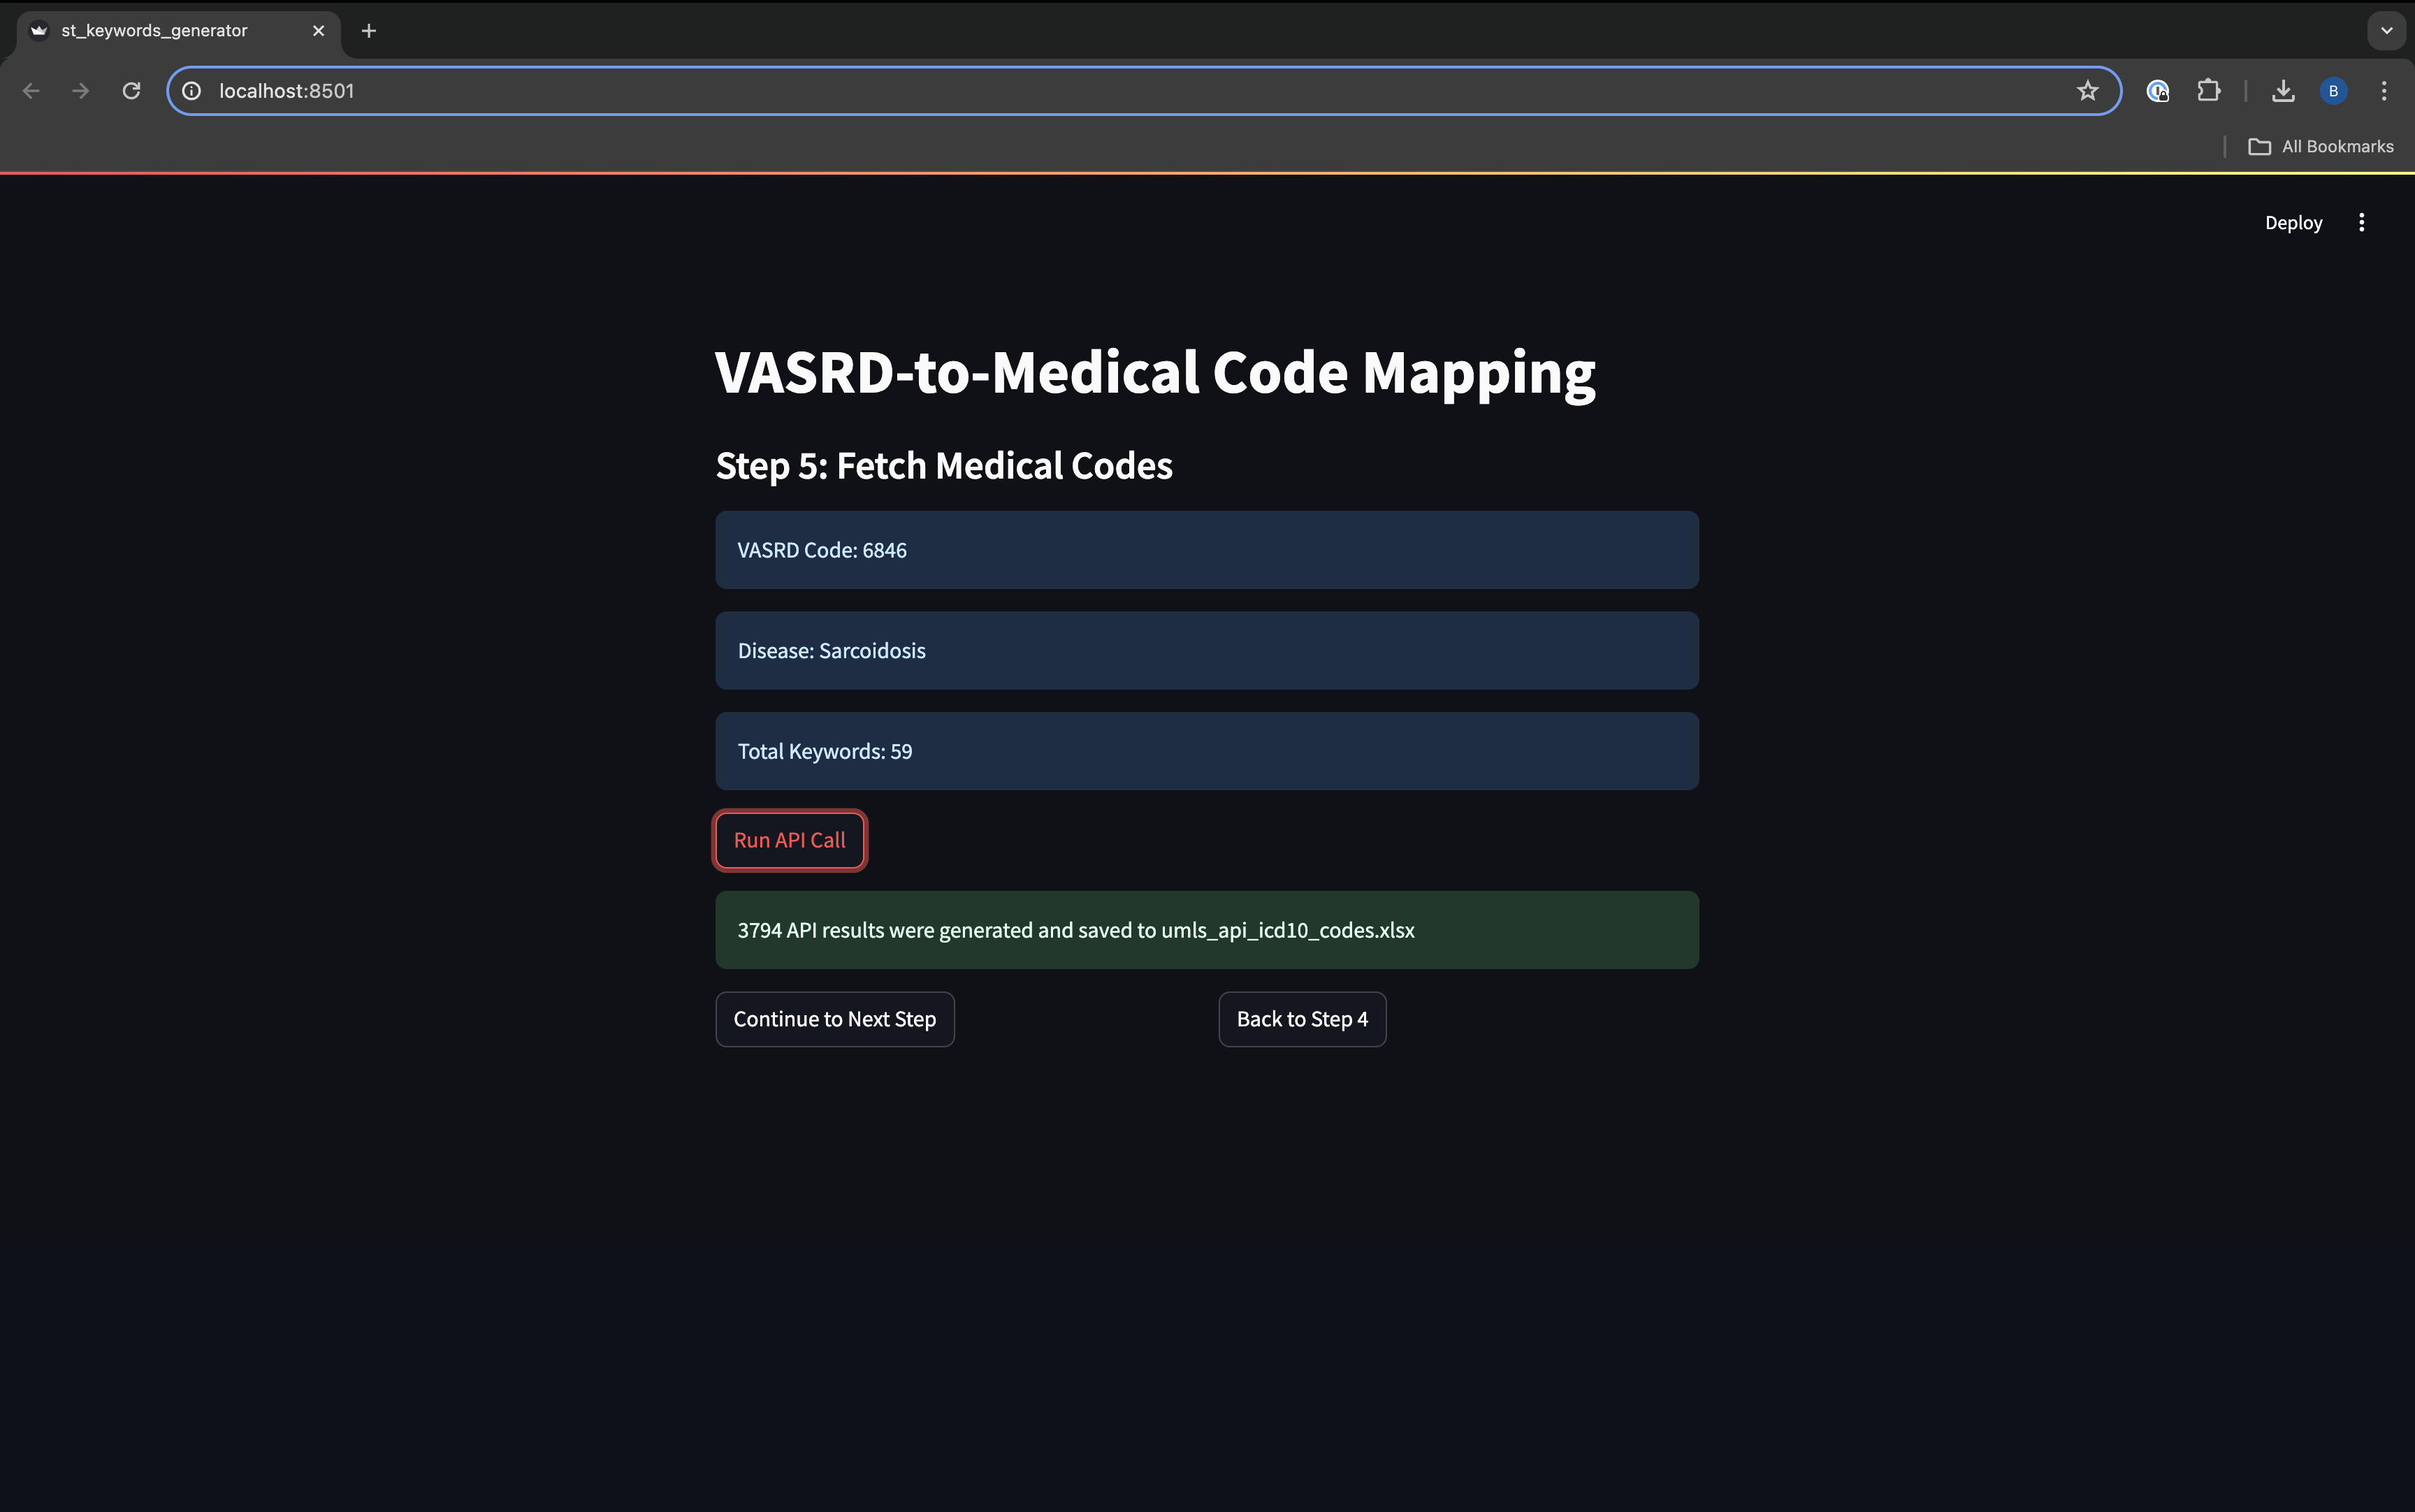 st_keywords_generator
localhost:8501
B
All Bookmarks
Deploy
VASRD-to-Medical Code Mapping
Step 5: Fetch Medical Codes
VASRD Code: 6846
Disease: Sarcoidosis
Total Keywords: 59
Run API Call
3794 API results were generated and saved to umls_api_icd10_codes.xlsx
Continue to Next Step
Back to Step 4